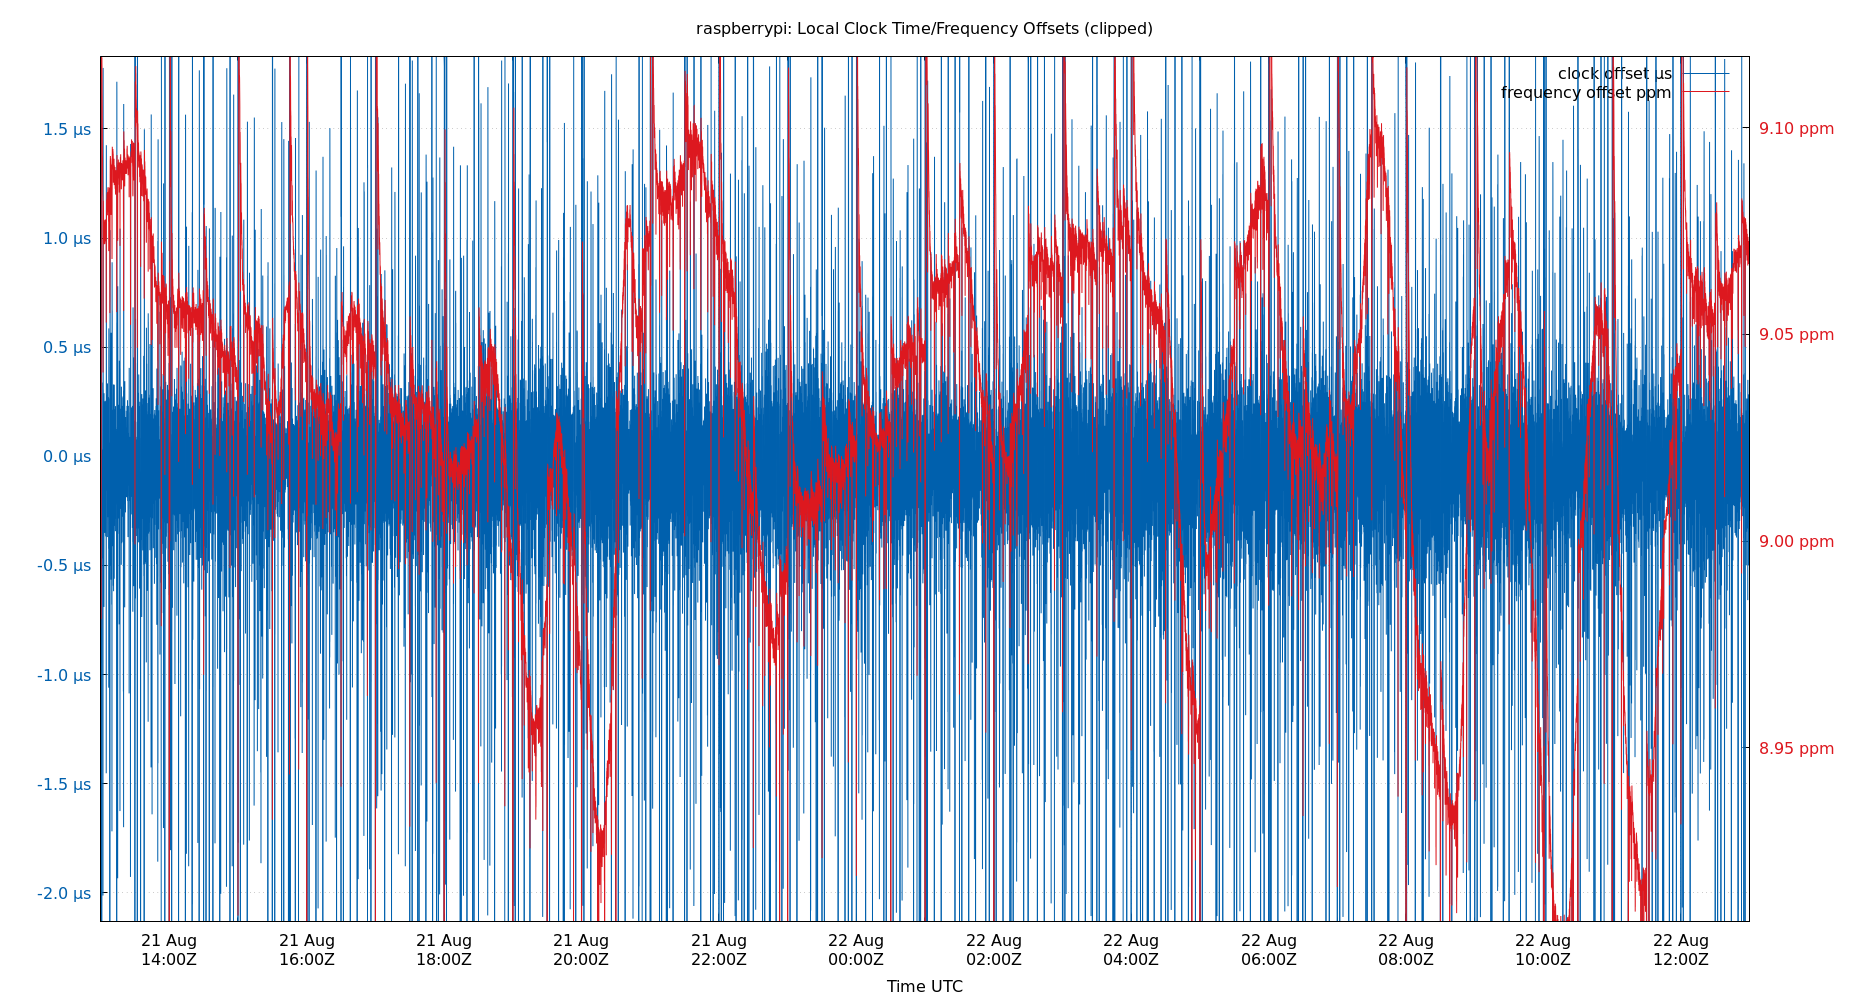 raspberrypi: Local Clock Time/Frequency Offsets (clipped)
clock offset µs
frequency offset ppm
1.5 µs
1.0 µs
0.5 µs
0.0 µs
-0.5 µs
-1.0 µs
-1.5 µs
-2.0 µs
9.10 ppm
9.05 ppm
9.00 ppm
8.95 ppm
21 Aug 21 Aug 21 Aug 21 Aug 21 Aug 22 Aug 22 Aug 22 Aug 22 Aug 22 Aug 22 Aug 22 Aug
14:00Z 16:00Z 18:00Z 20:00Z 22:00Z 00:00Z 02:00Z 04:00Z 06:00Z 08:00Z 10:00Z 12:00Z
Time UTC